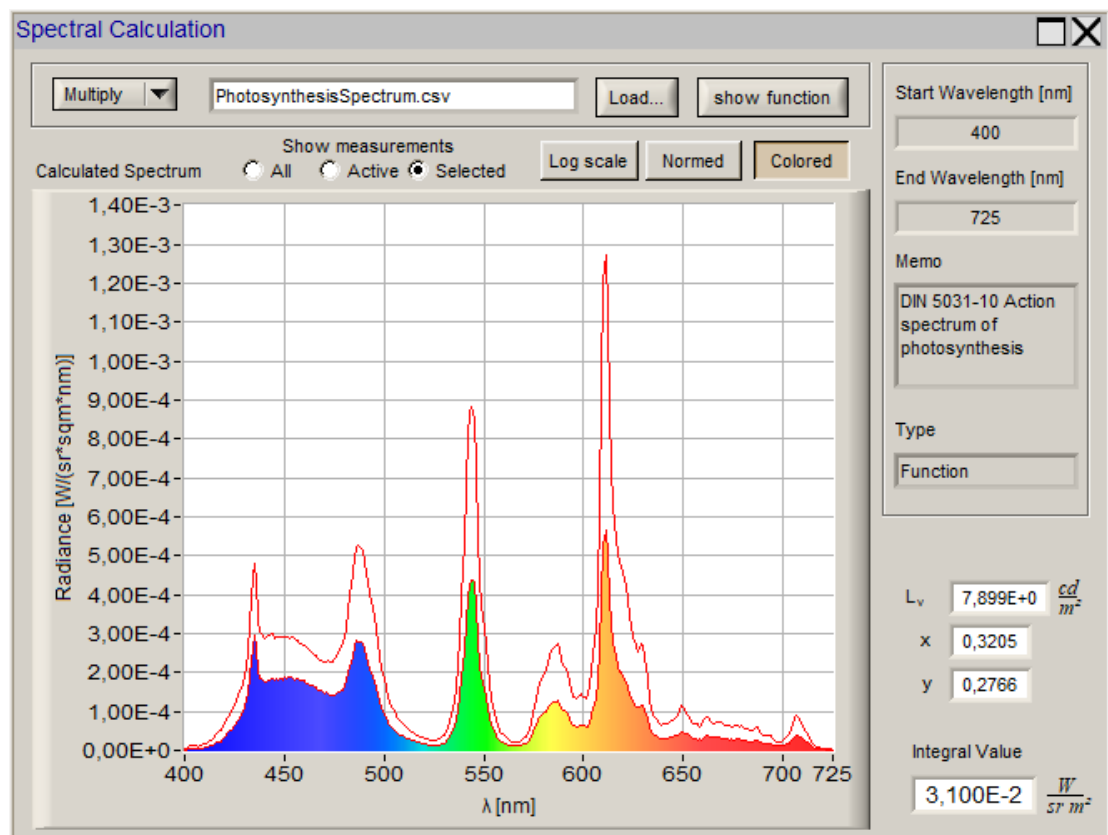 Spectral Calculation
Multiply
PhotosynthesisSpectrum.csv
Load...
show function
Show measurements
Calculated Spectrum
All
Active
Selected
Log scale
Normed
Colored
1,40E-3
1,30E-3
1,20E-3
1,10E-3
1,00E-3
9,00E-4
8,00E-4
7,00E-4
6,00E-4
5,00E-4
4,00E-4
3,00E-4
2,00E-4
1,00E-4
0,00E+0
Radiance [W/(sr*sqm*nm)]
400 450 500 550 600 650 700 725
λ [nm]
Start Wavelength [nm]
400
End Wavelength [nm]
725
Memo
DIN 5031-10 Action
spectrum of
photosynthesis
Type
Function
Lv 7,899E+0 cd/m²
x 0,3205
y 0,2766
Integral Value
3,100E-2 W/sr m²